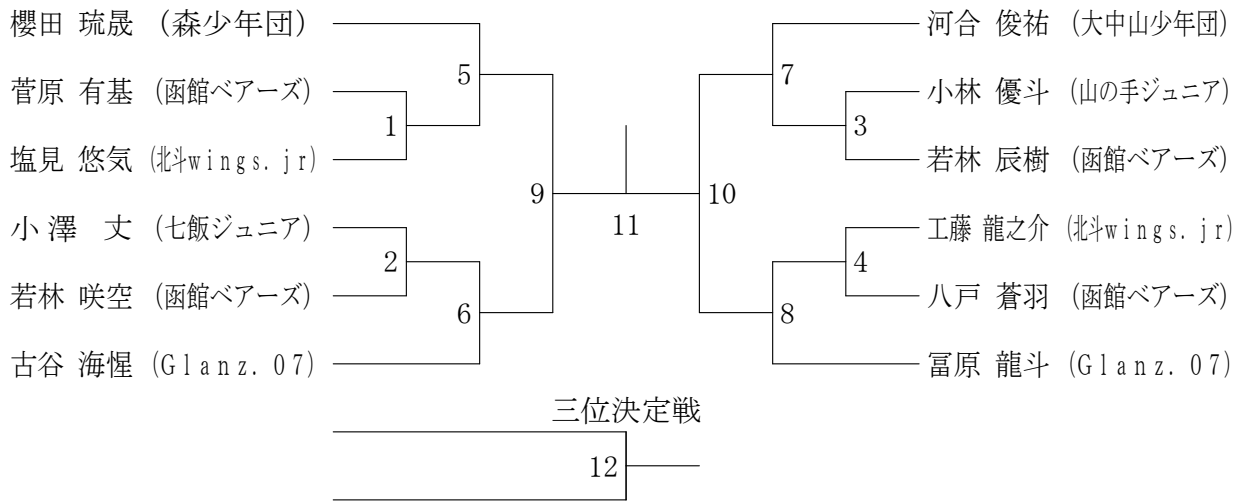 櫻田 琉晟 (森少年団)
河合 俊祐 (大中山少年団)
5
7
菅原 有基 (函館ベアーズ)
小林 優斗 (山の手ジュニア)
1
3
塩見 悠気 (北斗wings.jr)
若林 辰樹 (函館ベアーズ)
9
10
11
小澤 丈 (七飯ジュニア)
工藤 龍之介 (北斗wings.jr)
2
4
若林 咲空 (函館ベアーズ)
八戸 蒼羽 (函館ベアーズ)
6
8
古谷 海惺 (Glanz.07)
冨原 龍斗 (Glanz.07)
三位決定戦
12